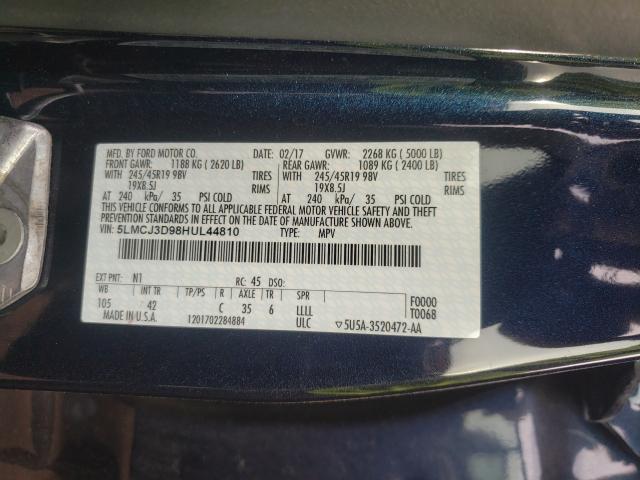 MFD. BY FORD MOTOR CO. DATE: 02/17 GVWR: 2268 KG ( 5000 LB)
FRONT GAWR: 1188 KG ( 2620 LB) REAR GAWR: 1089 KG ( 2400 LB)
WITH 245/45R19 98V TIRES WITH 245/45R19 98V TIRES
19X8.5J RIMS 19X8.5J RIMS
AT 240 kPa/ 35 PSI COLD AT 240 kPa/ 35 PSI COLD
THIS VEHICLE CONFORMS TO ALL APPLICABLE FEDERAL MOTOR VEHICLE SAFETY AND THEFT
PREVENTION STANDARDS IN EFFECT ON THE DATE OF MANUFACTURE SHOWN ABOVE.
VIN: 5LMCJ3D98HUL44810 TYPE: MPV
EXT PNT: N1 RC: 45 DSO:
WB INT TR TP/PS R AXLE TR SPR F0000
105 42 C 35 6 LLLL T0068
MADE IN U.S.A. 1201702284884 ULC ▽5U5A-3520472-AA